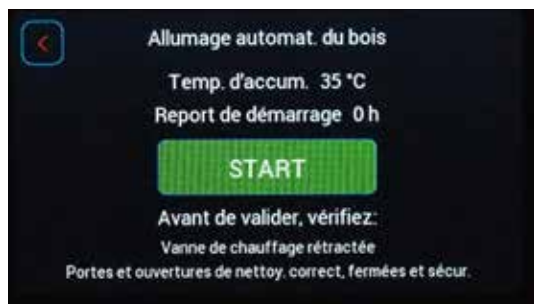 Allumage automat. du bois
Temp. d'accum. 35 °C
Report de démarrage 0 h
START
Avant de valider, vérifiez:
Vanne de chauffage rétractée
Portes et ouvertures de nettoy. correct, fermées et sécur.